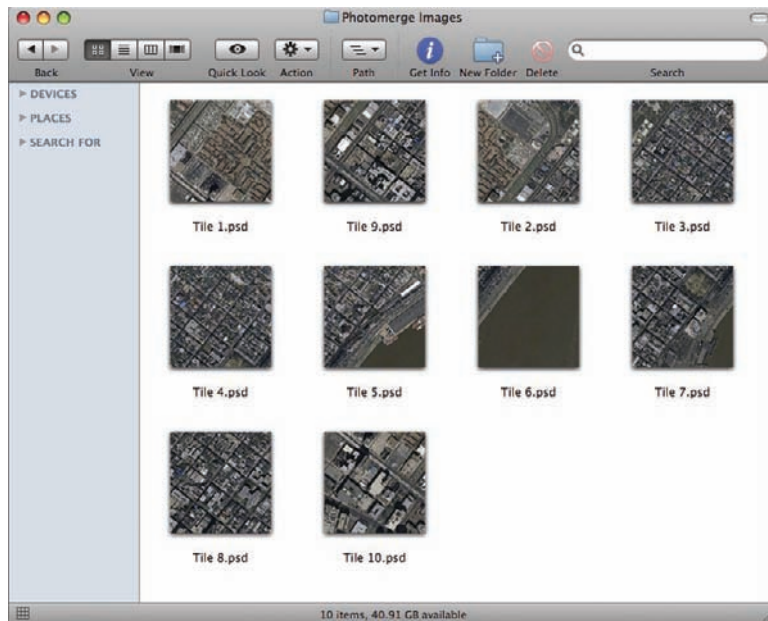 Photomerge Images
Back View Quick Look Action Path Get Info New Folder Delete Search
DEVICES
PLACES
SEARCH FOR
Tile 1.psd Tile 9.psd Tile 2.psd Tile 3.psd
Tile 4.psd Tile 5.psd Tile 6.psd Tile 7.psd
Tile 8.psd Tile 10.psd
10 items, 40.91 GB available